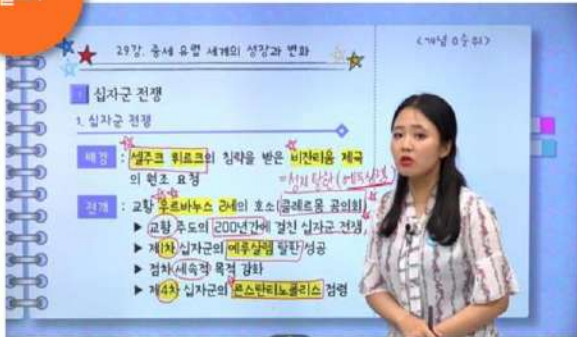 29강. 중세 유럽 세계의 성장과 변화
<개념 0순위>
1 십자군 전쟁
1. 십자군 전쟁
배경 : 셀주크 튀르크의 침략을 받은 비잔티움 제국
의 원조 요청
=성지 탈환 (예루살렘)
전개 : 교황 우르바누스 2세의 호소(클레르몽 공의회)
▶ 교황 주도의 200년간에 걸친 십자군 전쟁
▶ 제1차 십자군의 예루살렘 탈환 성공
▶ 점차 세속적 목적 강화
▶ 제4차 십자군의 콘스탄티노폴리스 점령